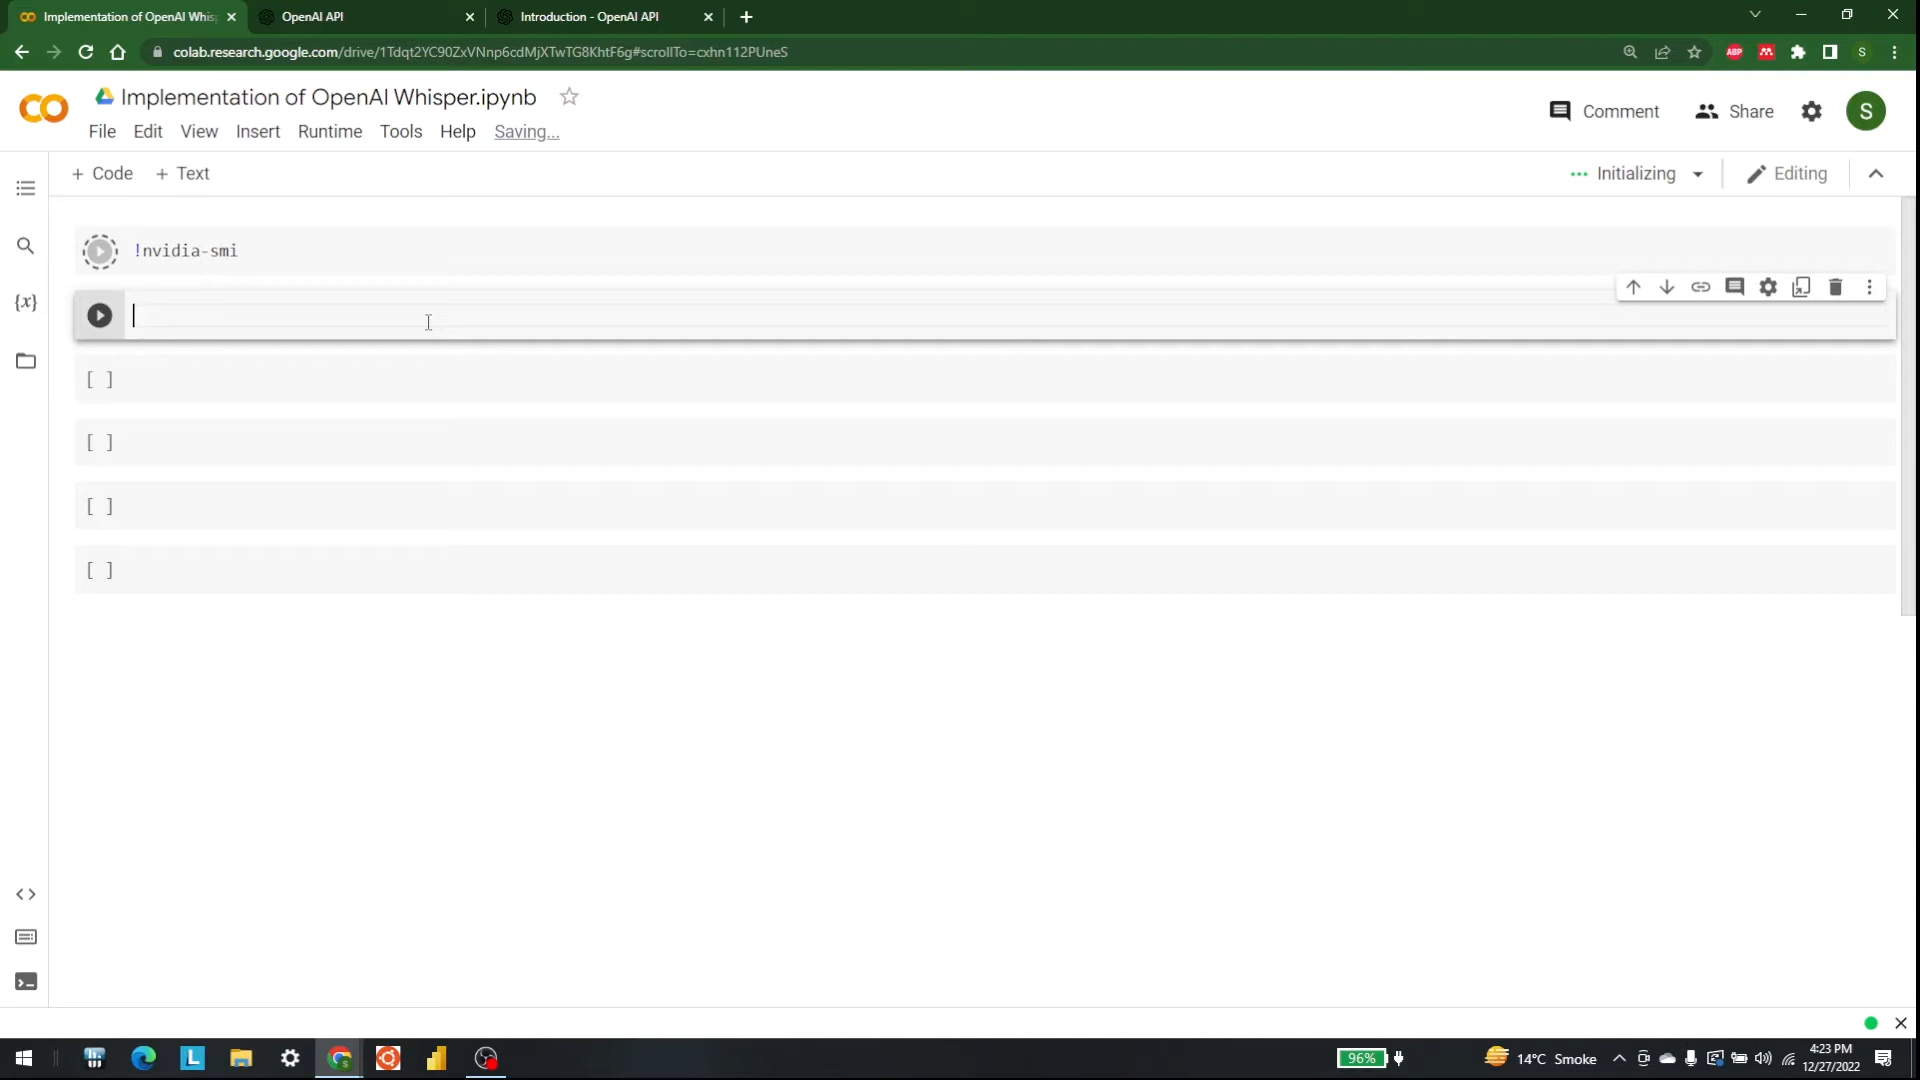 Implementation of OpenAI Whisp
OpenAI API
Introduction - OpenAI API
colab.research.google.com/drive/1Tdqt2YC90ZxVNnp6cdMjXTwTG8KhtF6g#scrollTo=cxhn112PUneS
ABP
S
Implementation of OpenAI Whisper.ipynb
Comment
Share
S
File Edit View Insert Runtime Tools Help Saving...
+ Code + Text
Initializing
Editing
!nvidia-smi
{x}
[ ]
[ ]
[ ]
[ ]
L
96%
14°C Smoke
4:23 PM
12/27/2022